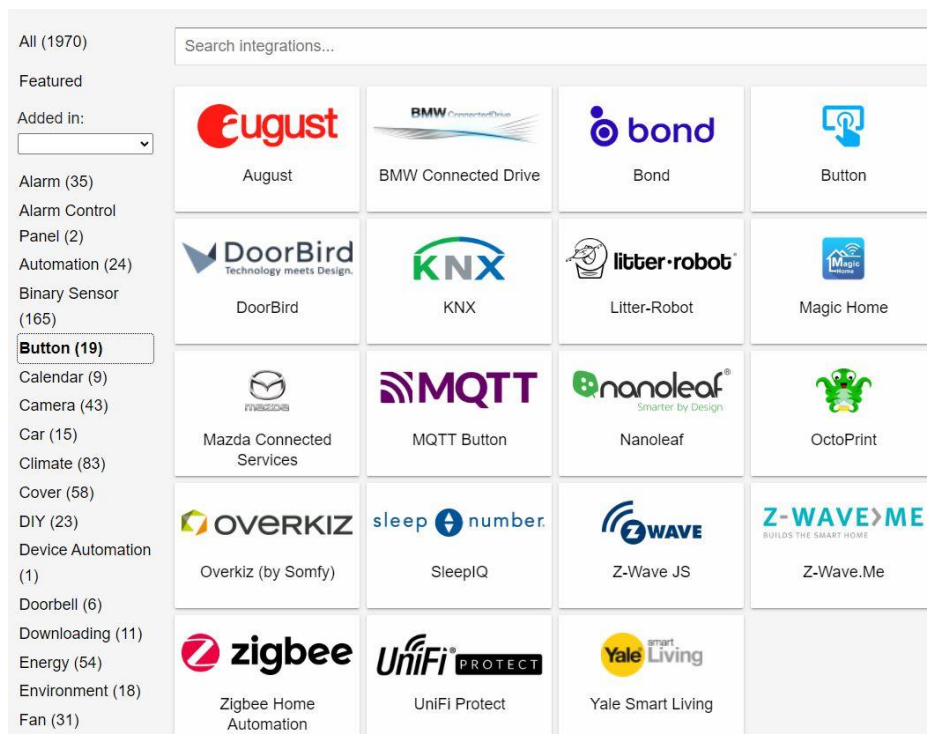 All (1970)
Featured
Added in:
Alarm (35)
Alarm Control
Panel (2)
Automation (24)
Binary Sensor
(165)
Button (19)
Calendar (9)
Camera (43)
Car (15)
Climate (83)
Cover (58)
DIY (23)
Device Automation
(1)
Doorbell (6)
Downloading (11)
Energy (54)
Environment (18)
Fan (31)
Search integrations...
august
August
BMW ConnectedDrive
BMW Connected Drive
bond
Bond
Button
DoorBird
Technology meets Design.
DoorBird
KNX
KNX
litter-robot
Litter-Robot
Magic
Home
Magic Home
mazda
Mazda Connected
Services
MQTT
MQTT Button
nanoleaf®
Smarter by Design
Nanoleaf
OctoPrint
OVERKIZ
Overkiz (by Somfy)
sleep number.
SleepIQ
Z WAVE
Z-Wave JS
Z-WAVE>ME
BUILDS THE SMART HOME
Z-Wave.Me
zigbee
Zigbee Home
Automation
UniFi® PROTECT
UniFi Protect
Yale smart
Living
Yale Smart Living